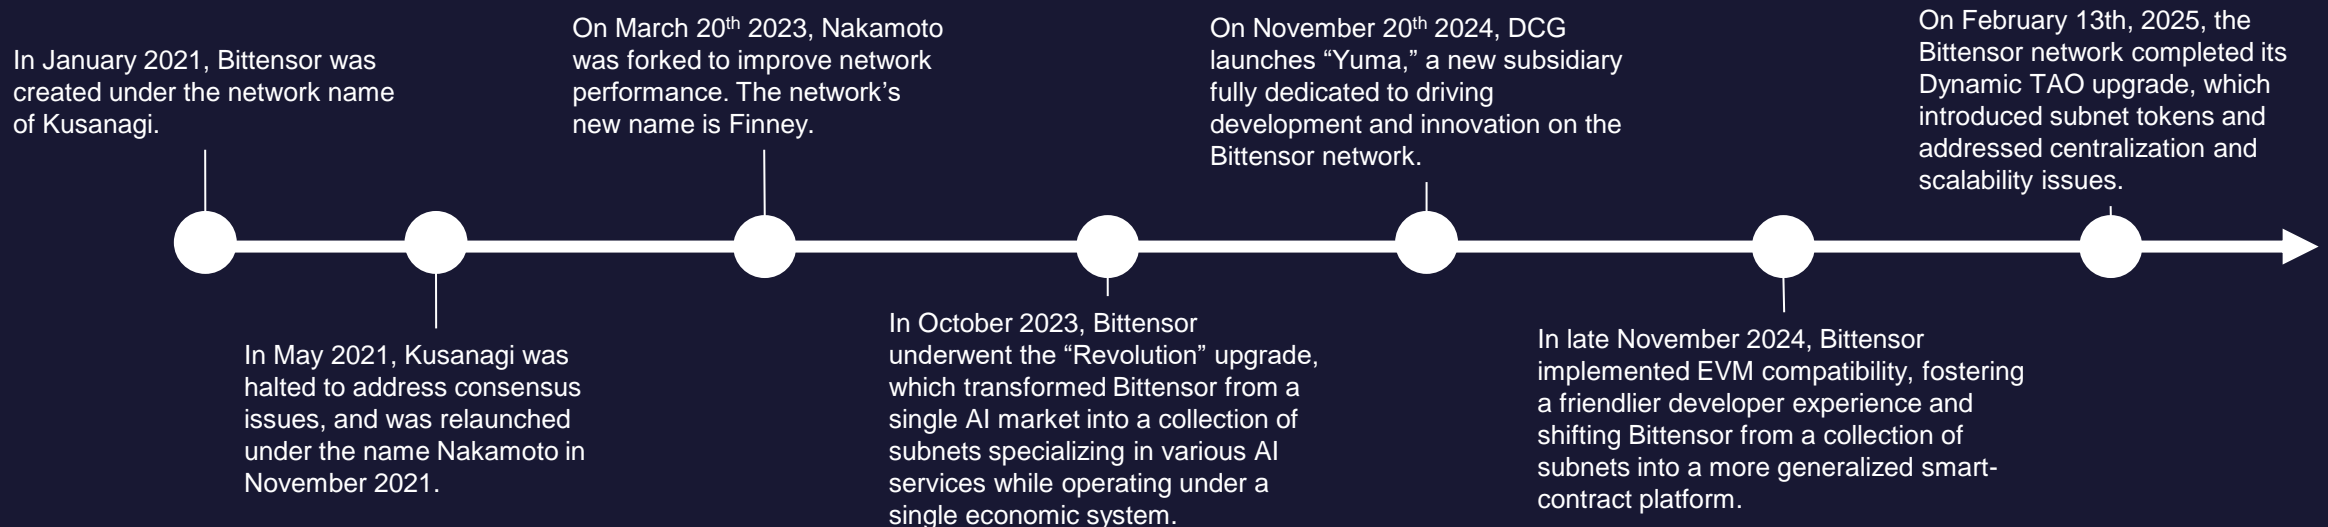 In January 2021, Bittensor was
created under the network name
of Kusanagi.
In May 2021, Kusanagi was
halted to address consensus
issues, and was relaunched
under the name Nakamoto in
November 2021.
On March 20th 2023, Nakamoto
was forked to improve network
performance. The network’s
new name is Finney.
In October 2023, Bittensor
underwent the “Revolution” upgrade,
which transformed Bittensor from a
single AI market into a collection of
subnets specializing in various AI
services while operating under a
single economic system.
On November 20th 2024, DCG
launches “Yuma,” a new subsidiary
fully dedicated to driving
development and innovation on the
Bittensor network.
In late November 2024, Bittensor
implemented EVM compatibility, fostering
a friendlier developer experience and
shifting Bittensor from a collection of
subnets into a more generalized smart-
contract platform.
On February 13th, 2025, the
Bittensor network completed its
Dynamic TAO upgrade, which
introduced subnet tokens and
addressed centralization and
scalability issues.